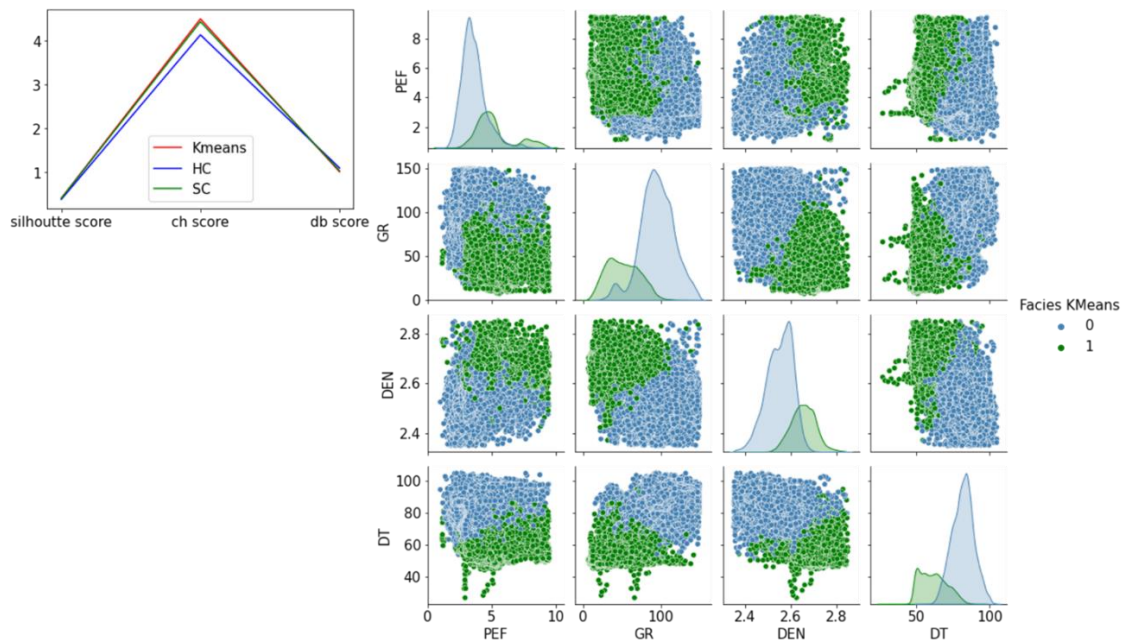 4
3
2
1
silhoutte score
ch score
db score
Kmeans
HC
SC
PEF
8
6
4
2
GR
150
100
50
0
DEN
2.8
2.6
2.4
DT
100
80
60
40
0 5 10
PEF
0 100
GR
2.4 2.6 2.8
DEN
50 100
DT
Facies KMeans
0
1